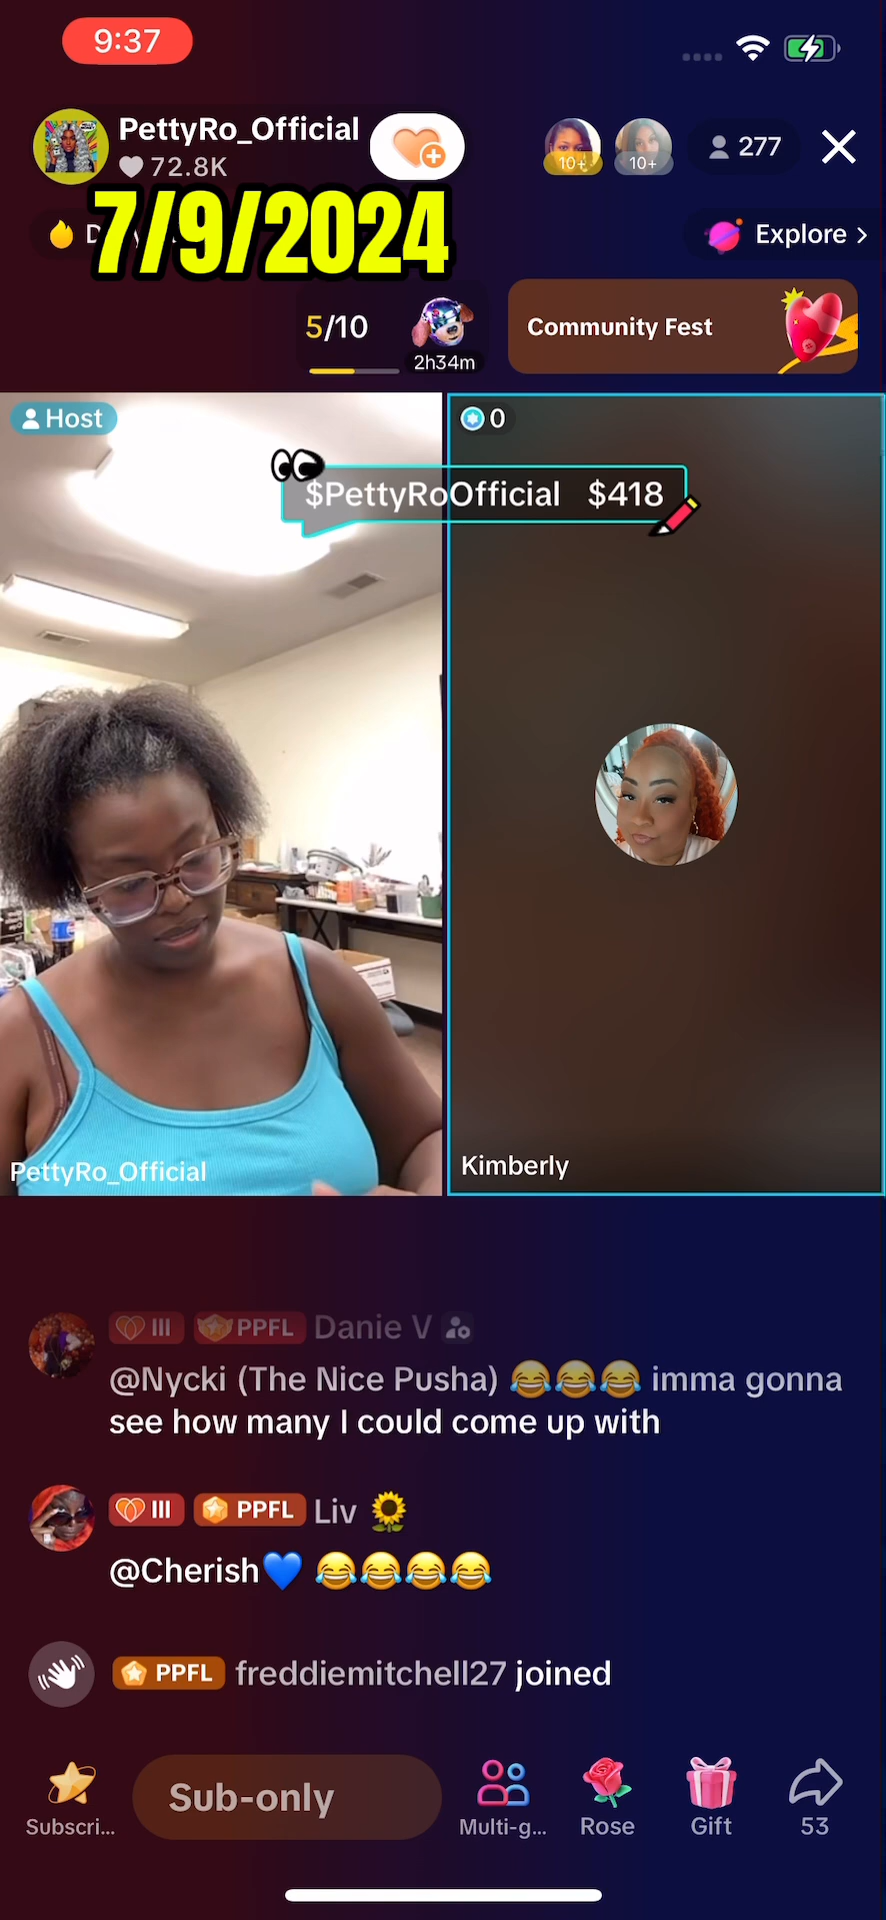 9:37
PettyRo_Official
72.8K
10+
10+
277
7/9/2024
Explore >
5/10
2h34m
Community Fest
Host
0
$PettyRoOfficial $418
PettyRo_Official
Kimberly
III PPFL Danie V
@Nycki (The Nice Pusha) 😂😂😂 imma gonna
see how many I could come up with
III PPFL Liv 🌻
@Cherish💙 😂😂😂😂
PPFL freddiemitchell27 joined
Sub-only
Subscri...
Multi-g...
Rose
Gift
53